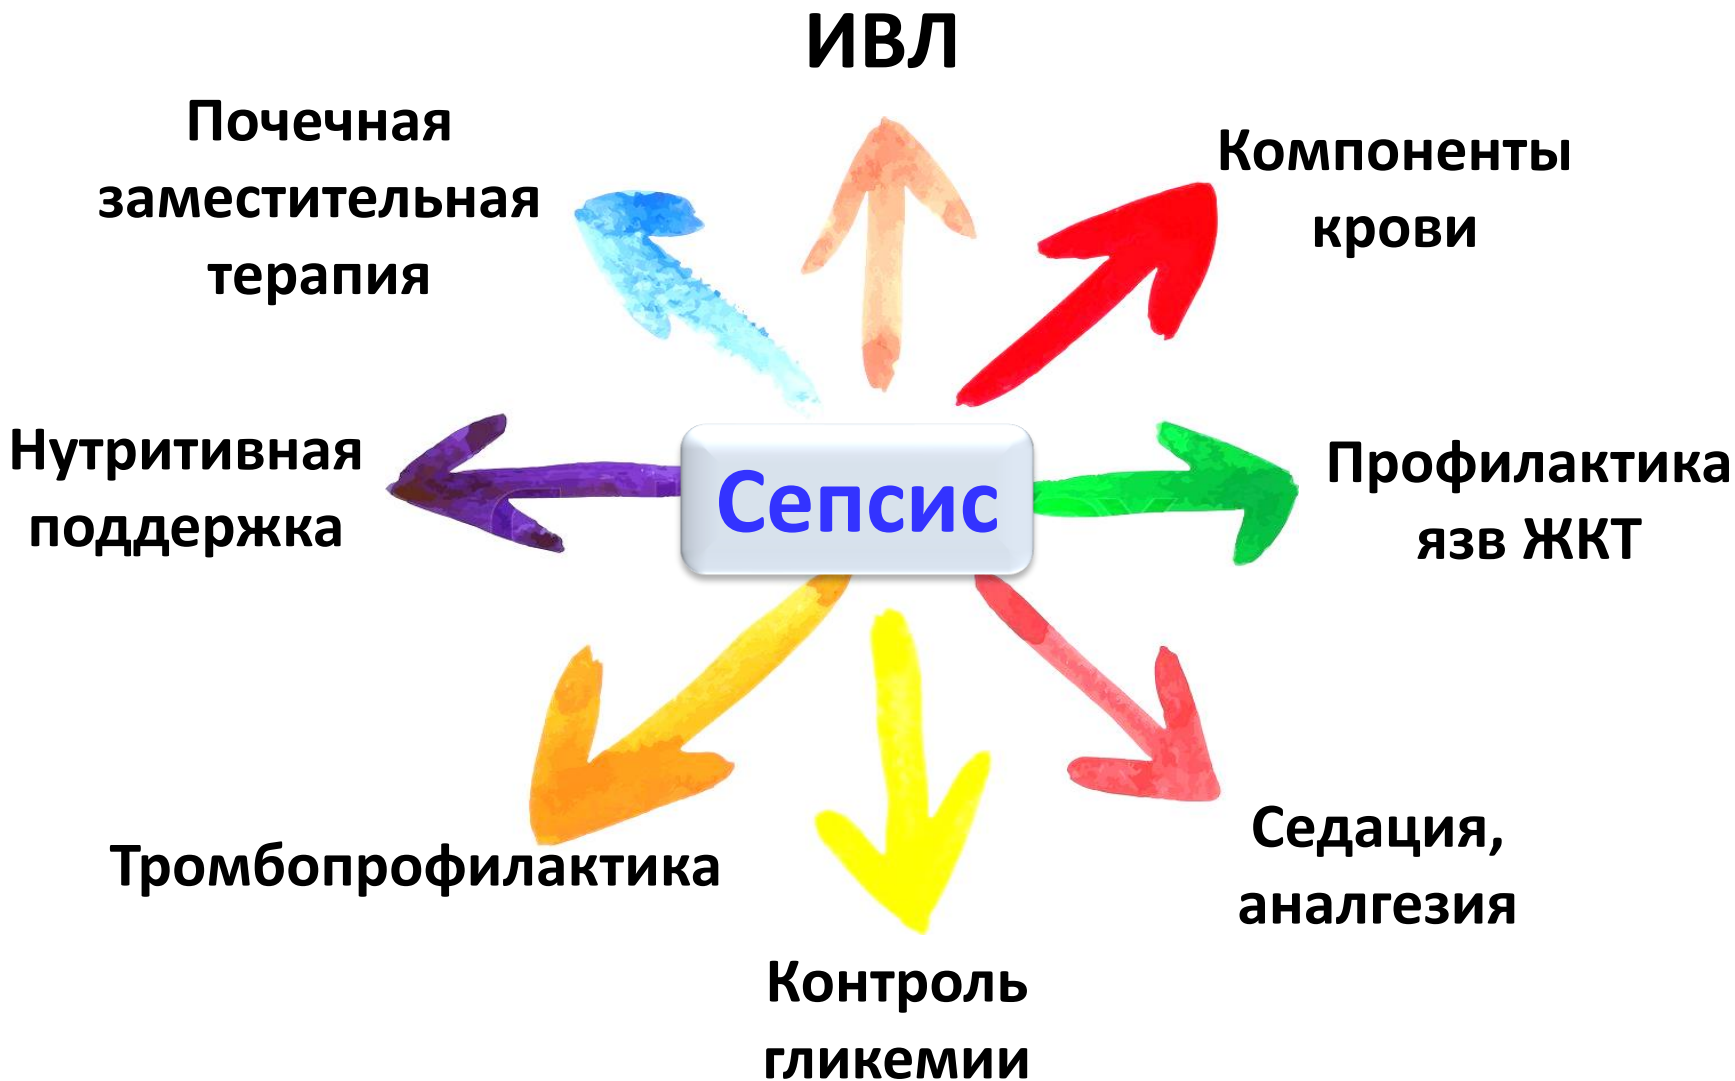 ИВЛ
Почечная
заместительная
терапия
Компоненты
крови
Нутритивная
поддержка
Сепсис
Профилактика
язв ЖКТ
Тромбопрофилактика
Седация,
аналгезия
Контроль
гликемии